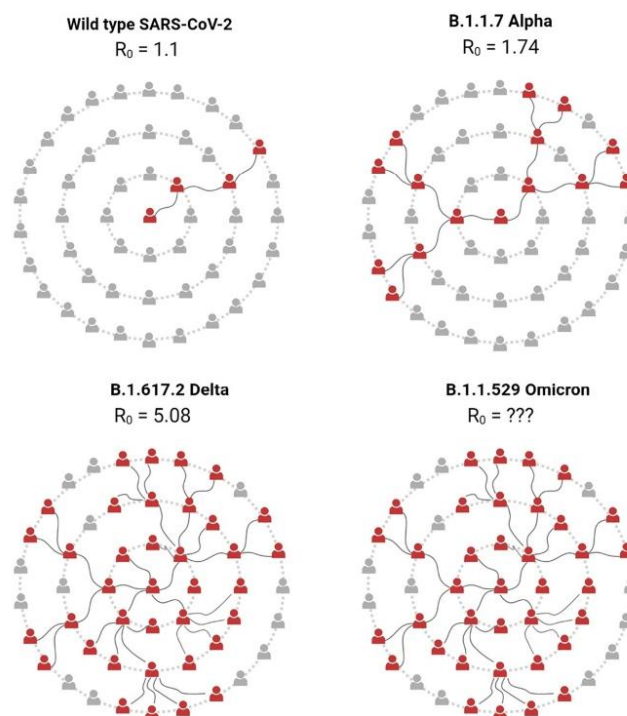 Wild type SARS-CoV-2
R₀ = 1.1
B.1.1.7 Alpha
R₀ = 1.74
B.1.617.2 Delta
R₀ = 5.08
B.1.1.529 Omicron
R₀ = ???